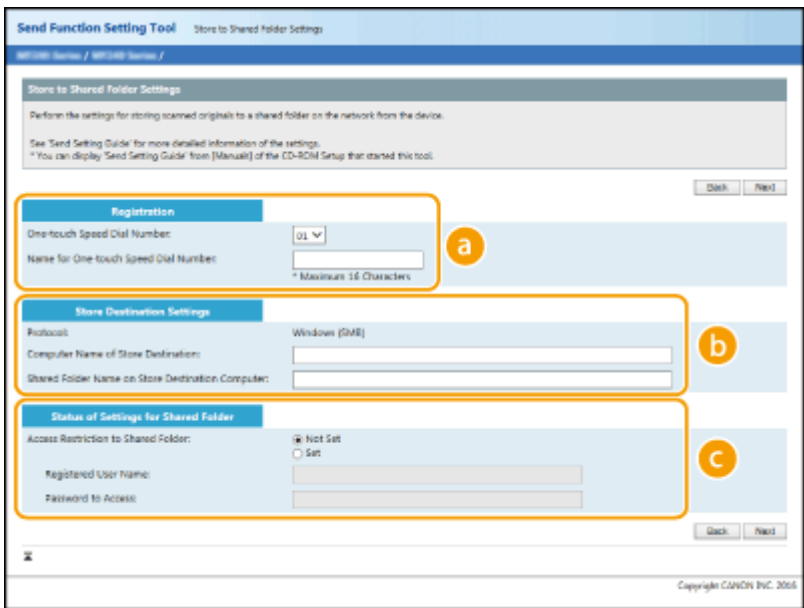 Send Function Setting Tool Store to Shared Folder Settings
Series / Series /
Store to Shared Folder Settings
Perform the settings for storing scanned originals to a shared folder on the network from the device.
See 'Send Setting Guide' for more detailed information of the settings.
* You can display 'Send Setting Guide' from [Manuals] of the CD-ROM Setup that started this tool.
Back Next
Registration
One-touch Speed Dial Number: 01
Name for One-touch Speed Dial Number:
* Maximum 16 Characters
a
Store Destination Settings
Protocol: Windows (SMB)
Computer Name of Store Destination:
Shared Folder Name on Store Destination Computer:
b
Status of Settings for Shared Folder
Access Restriction to Shared Folder: Not Set
Set
Registered User Name:
Password to Access:
c
Back Next
Copyright CANON INC. 2016